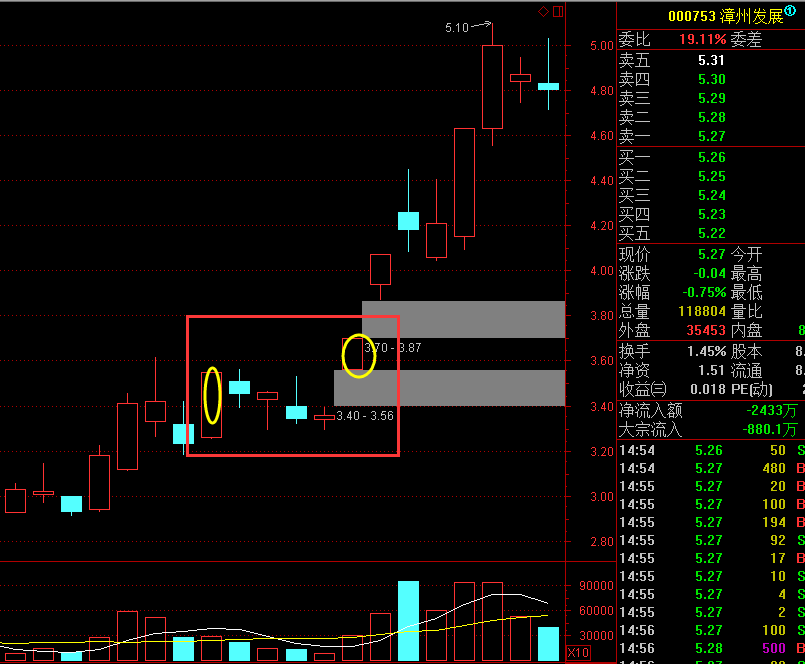 000753 漳州发展①
委比 19.11% 委差
卖五 5.31
卖四 5.30
卖三 5.29
卖二 5.28
卖一 5.27
买一 5.26
买二 5.25
买三 5.24
买四 5.23
买五 5.22
现价 5.27 今开
涨跌 -0.04 最高
涨幅 -0.75% 最低
总量 118804 量比
外盘 35453 内盘 8
换手 1.45% 股本 8.
净资 1.51 流通 8.
收益㈢ 0.018 PE(动)
净流入额 -2433万
大宗流入 -880.1万
14:54 5.26 50 S
14:54 5.27 480 B
14:55 5.27 20 B
14:55 5.27 100 B
14:55 5.27 194 B
14:55 5.27 92 S
14:55 5.27 17 B
14:55 5.27 10 S
14:55 5.27 4 S
14:55 5.27 2 S
14:56 5.27 100 S
14:56 5.28 500 B
5.10
5.00
4.80
4.60
4.40
4.20
4.00
3.80
3.60
3.40
3.20
3.00
2.80
3.70 - 3.87
3.40 - 3.56
90000
60000
30000
X10